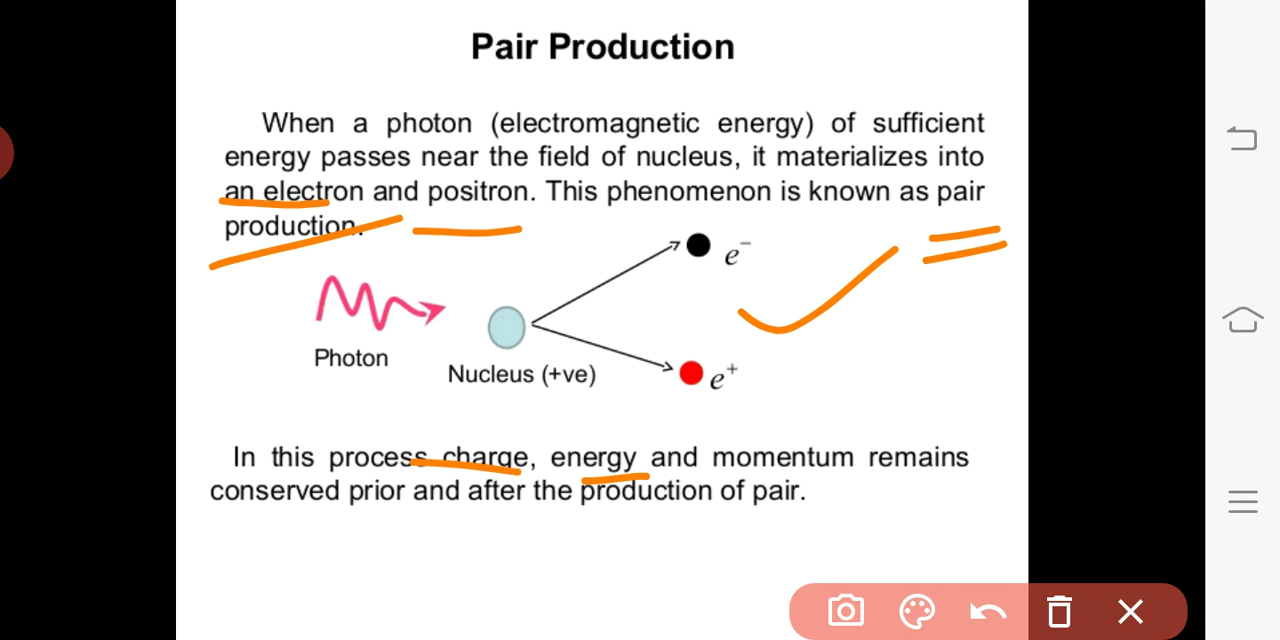 Pair Production
When a photon (electromagnetic energy) of sufficient
energy passes near the field of nucleus, it materializes into
an electron and positron. This phenomenon is known as pair
production.
e⁻
Photon
Nucleus (+ve)
e⁺
In this process charge, energy and momentum remains
conserved prior and after the production of pair.